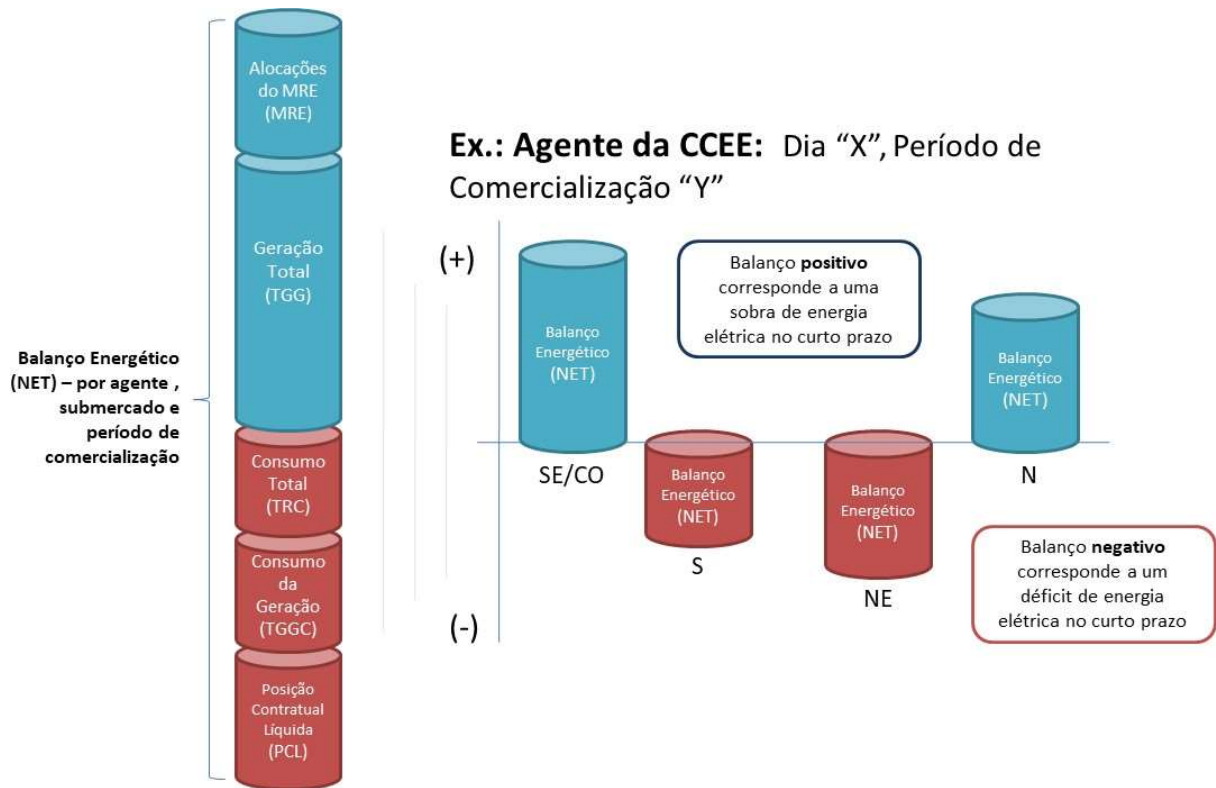 Alocações
do MRE
(MRE)
Geração
Total
(TGG)
Balanço Energético
(NET) – por agente ,
submercado e
período de
comercialização
Consumo
Total
(TRC)
Consumo
da
Geração
(TGGC)
Posição
Contratual
Líquida
(PCL)
Ex.: Agente da CCEE: Dia “X”, Período de
Comercialização “Y”
(+)
Balanço
Energético
(NET)
SE/CO
Balanço positivo
corresponde a uma
sobra de energia
elétrica no curto prazo
Balanço
Energético
(NET)
N
Balanço
Energético
(NET)
S
Balanço
Energético
(NET)
NE
Balanço negativo
corresponde a um
déficit de energia
elétrica no curto prazo
(-)